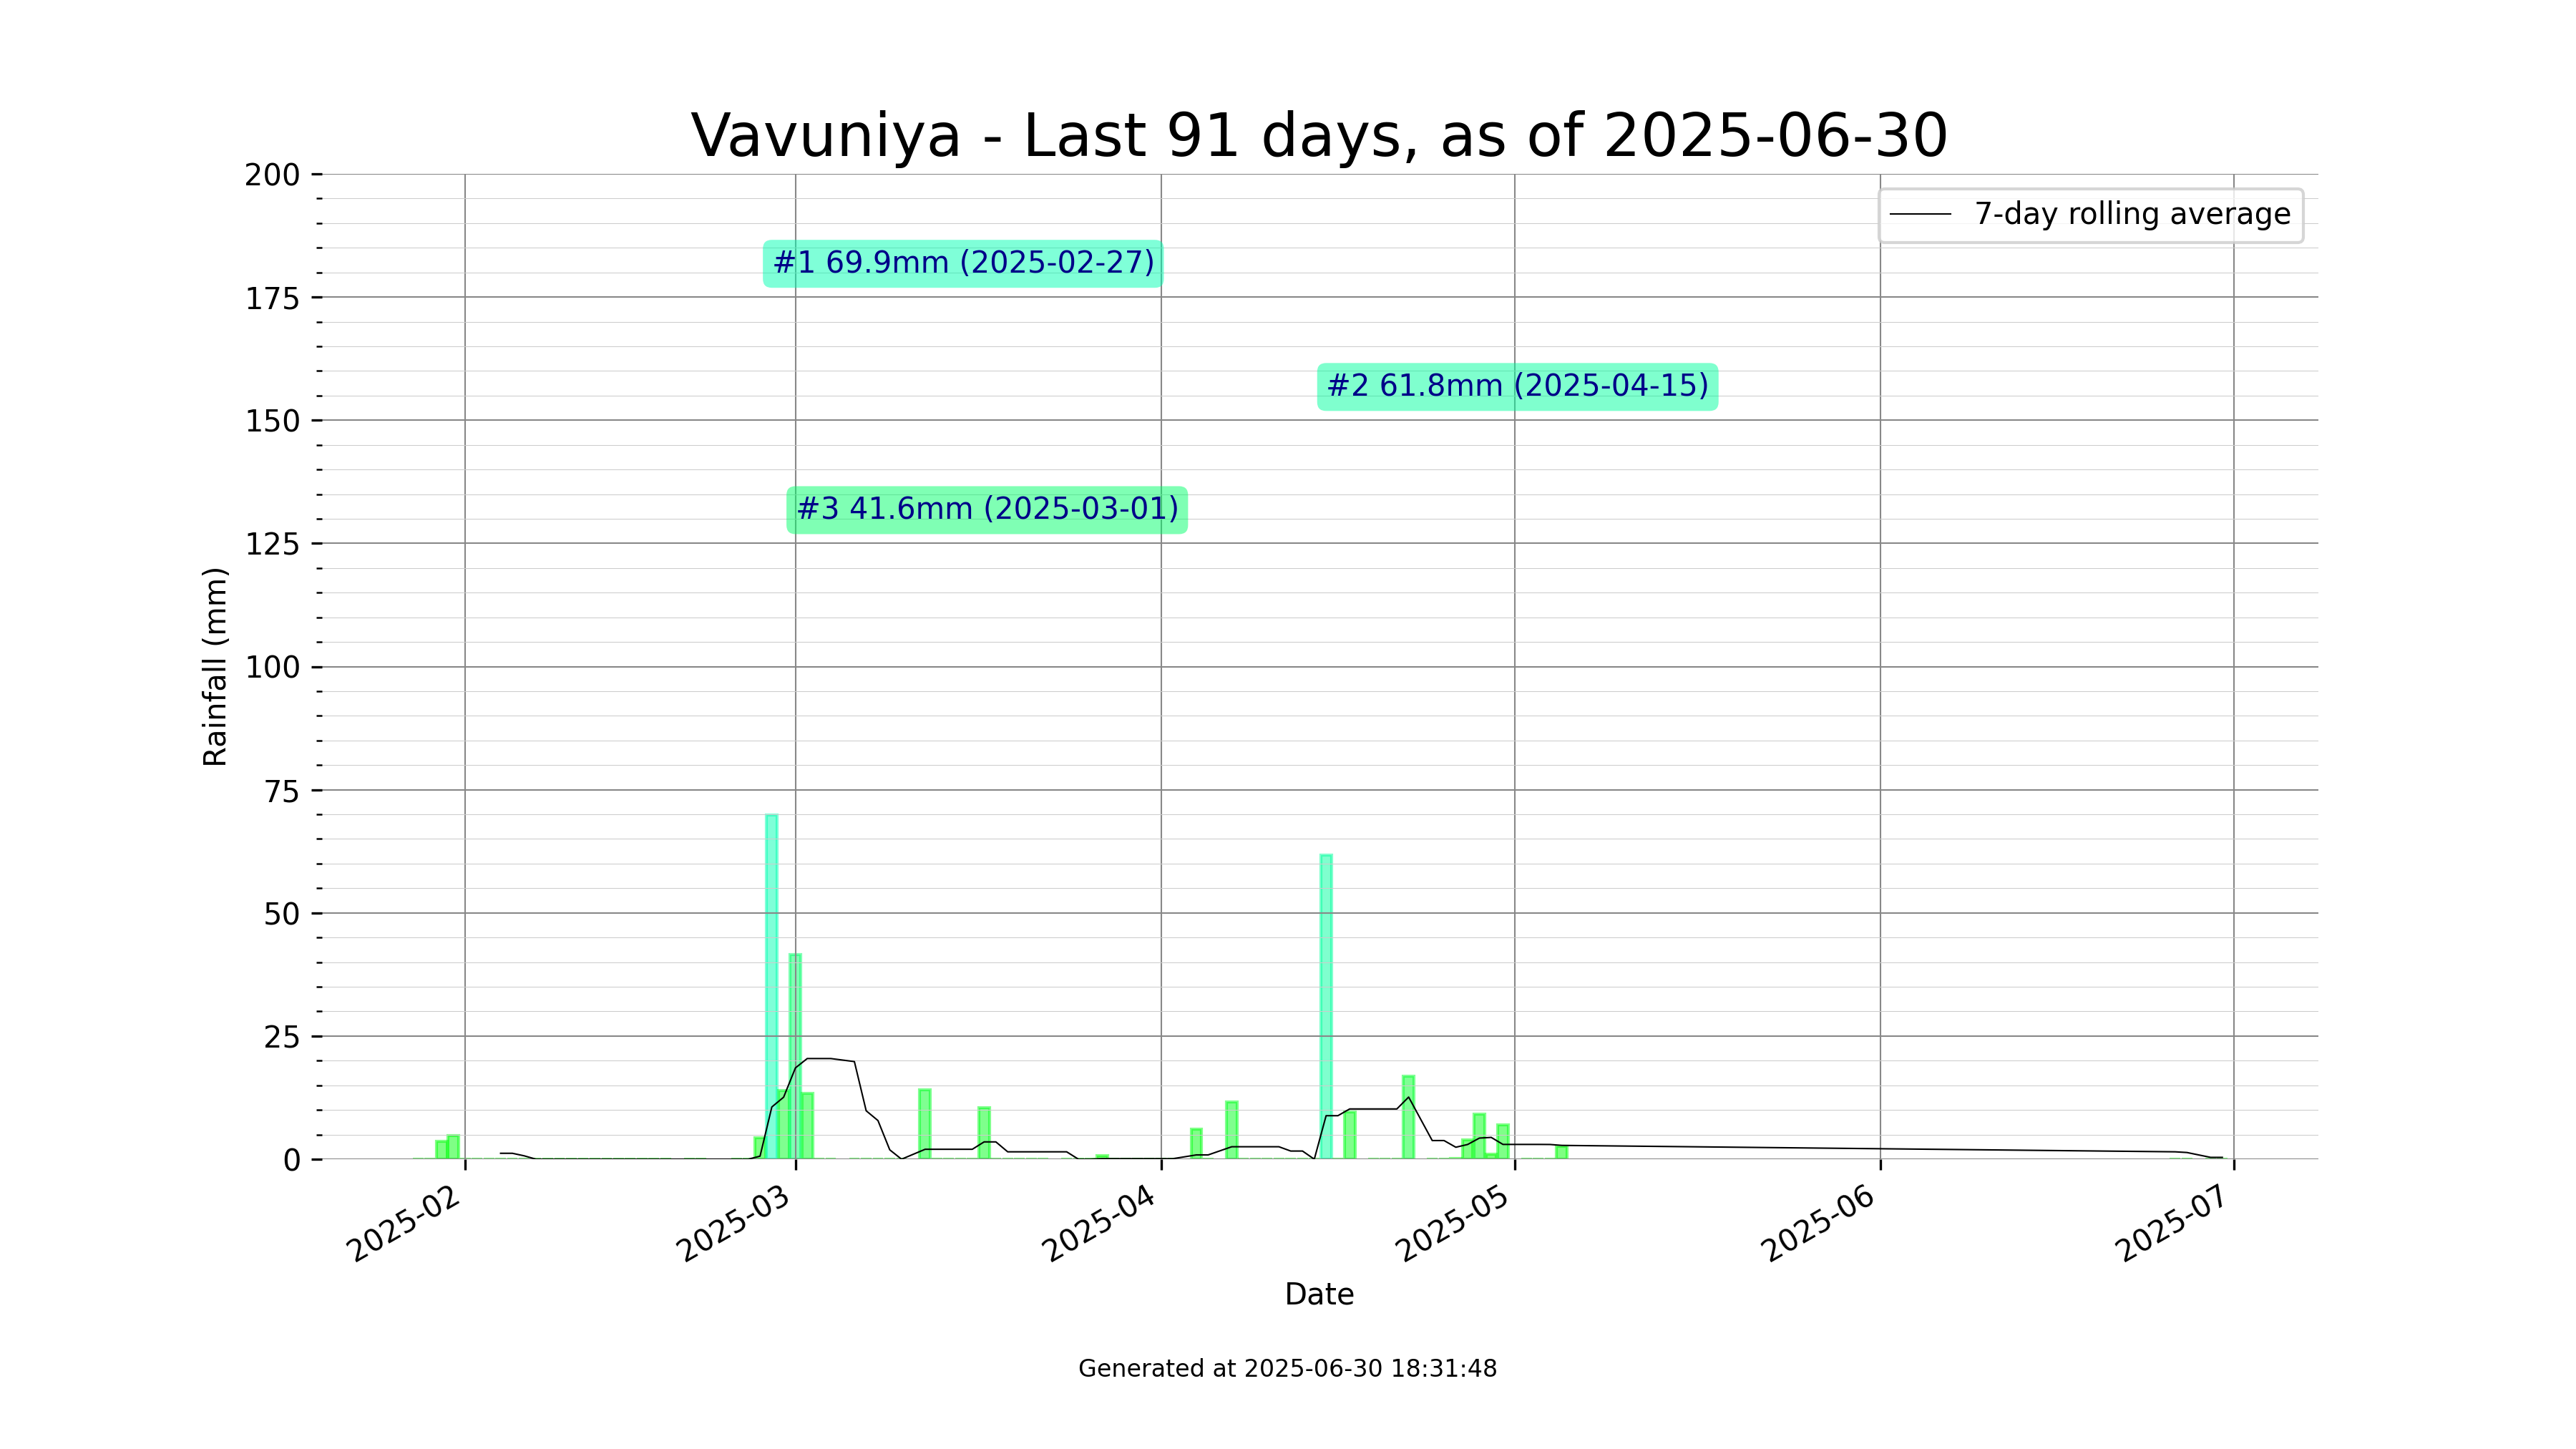 Vavuniya - Last 91 days, as of 2025-06-30
200
175
150
125
100
75
50
25
0
Rainfall (mm)
7-day rolling average
#1 69.9mm (2025-02-27)
#2 61.8mm (2025-04-15)
#3 41.6mm (2025-03-01)
2025-02
2025-03
2025-04
2025-05
2025-06
2025-07
Date
Generated at 2025-06-30 18:31:48